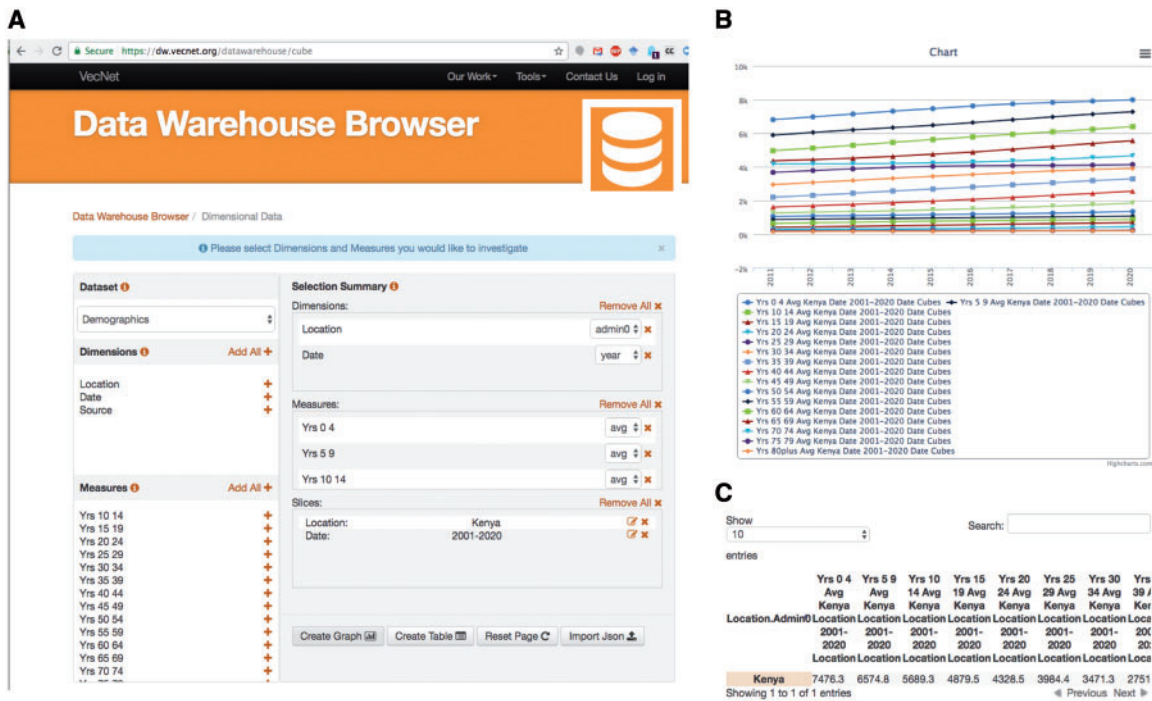 A
Secure https://dw.vecnet.org/datawarehouse/cube
VecNet Our Work Tools Contact Us Log in
Data Warehouse Browser
Data Warehouse Browser / Dimensional Data
Please select Dimensions and Measures you would like to investigate ×
Dataset
Demographics
Dimensions Add All +
Location +
Date +
Source +
Measures Add All +
Yrs 10 14 +
Yrs 15 19 +
Yrs 20 24 +
Yrs 25 29 +
Yrs 30 34 +
Yrs 35 39 +
Yrs 40 44 +
Yrs 45 49 +
Yrs 50 54 +
Yrs 55 59 +
Yrs 60 64 +
Yrs 65 69 +
Yrs 70 74 +
Selection Summary
Dimensions: Remove All ×
Location admin0 ×
Date year ×
Measures: Remove All ×
Yrs 0 4 avg ×
Yrs 5 9 avg ×
Yrs 10 14 avg ×
Slices: Remove All ×
Location: Kenya ×
Date: 2001-2020 ×
Create Graph Create Table Reset Page Import Json
B
Chart
10k
8k
6k
4k
2k
0k
-2k
2011 2012 2013 2014 2015 2016 2017 2018 2019 2020
Yrs 0 4 Avg Kenya Date 2001-2020 Date Cubes Yrs 5 9 Avg Kenya Date 2001-2020 Date Cubes
Yrs 10 14 Avg Kenya Date 2001-2020 Date Cubes
Yrs 15 19 Avg Kenya Date 2001-2020 Date Cubes
Yrs 20 24 Avg Kenya Date 2001-2020 Date Cubes
Yrs 25 29 Avg Kenya Date 2001-2020 Date Cubes
Yrs 30 34 Avg Kenya Date 2001-2020 Date Cubes
Yrs 35 39 Avg Kenya Date 2001-2020 Date Cubes
Yrs 40 44 Avg Kenya Date 2001-2020 Date Cubes
Yrs 45 49 Avg Kenya Date 2001-2020 Date Cubes
Yrs 50 54 Avg Kenya Date 2001-2020 Date Cubes
Yrs 55 59 Avg Kenya Date 2001-2020 Date Cubes
Yrs 60 64 Avg Kenya Date 2001-2020 Date Cubes
Yrs 65 69 Avg Kenya Date 2001-2020 Date Cubes
Yrs 70 74 Avg Kenya Date 2001-2020 Date Cubes
Yrs 75 79 Avg Kenya Date 2001-2020 Date Cubes
Yrs 80plus Avg Kenya Date 2001-2020 Date Cubes
Highcharts.com
C
Show
10
Search:
entries
Yrs 0 4 Yrs 5 9 Yrs 10 Yrs 15 Yrs 20 Yrs 25 Yrs 30 Yrs
Avg Avg 14 Avg 19 Avg 24 Avg 29 Avg 34 Avg 39
Kenya Kenya Kenya Kenya Kenya Kenya Kenya
Location.Admin0 Location Location Location Location Location Location Location
2001- 2001- 2001- 2001- 2001- 2001- 2001-
2020 2020 2020 2020 2020 2020 2020
Location Location Location Location Location Location Location
Kenya 7476.3 6574.8 5689.3 4879.5 4328.5 3984.4 3471.3 2751
Showing 1 to 1 of 1 entries Previous Next